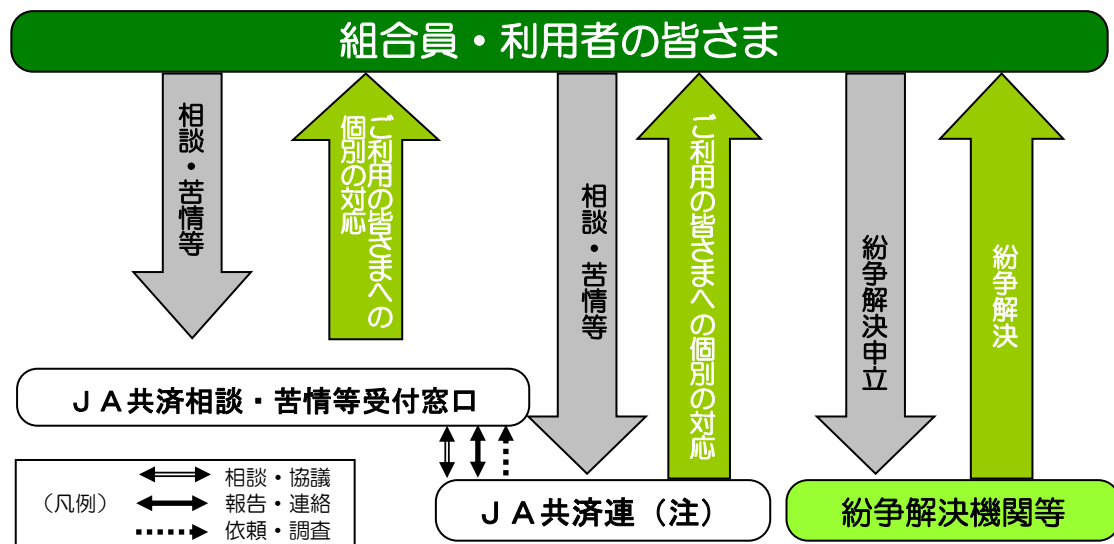 組合員・利用者の皆さま
相談・苦情等
ご利用の皆さまへの
個別の対応
相談・苦情等
ご利用の皆さまへの個別の対応
紛争解決申立
紛争解決
ＪＡ共済相談・苦情等受付窓口
（凡例）
相談・協議
報告・連絡
依頼・調査
ＪＡ共済連（注）
紛争解決機関等